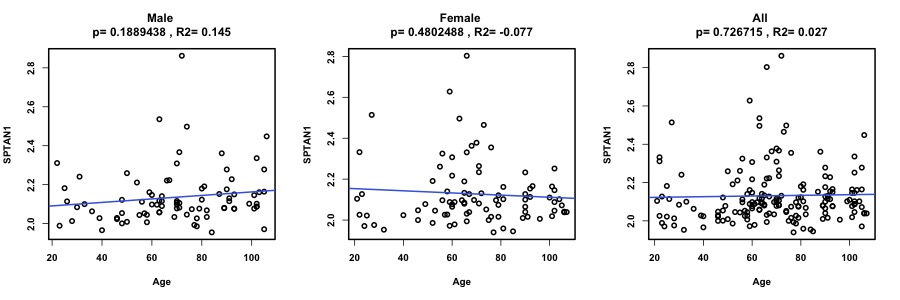 Male
p= 0.1889438 , R2= 0.145
SPTAN1
2.0
2.2
2.4
2.6
2.8
20 40 60 80 100
Age
Female
p= 0.4802488 , R2= -0.077
SPTAN1
2.0
2.2
2.4
2.6
2.8
20 40 60 80 100
Age
All
p= 0.726715 , R2= 0.027
SPTAN1
2.0
2.2
2.4
2.6
2.8
20 40 60 80 100
Age